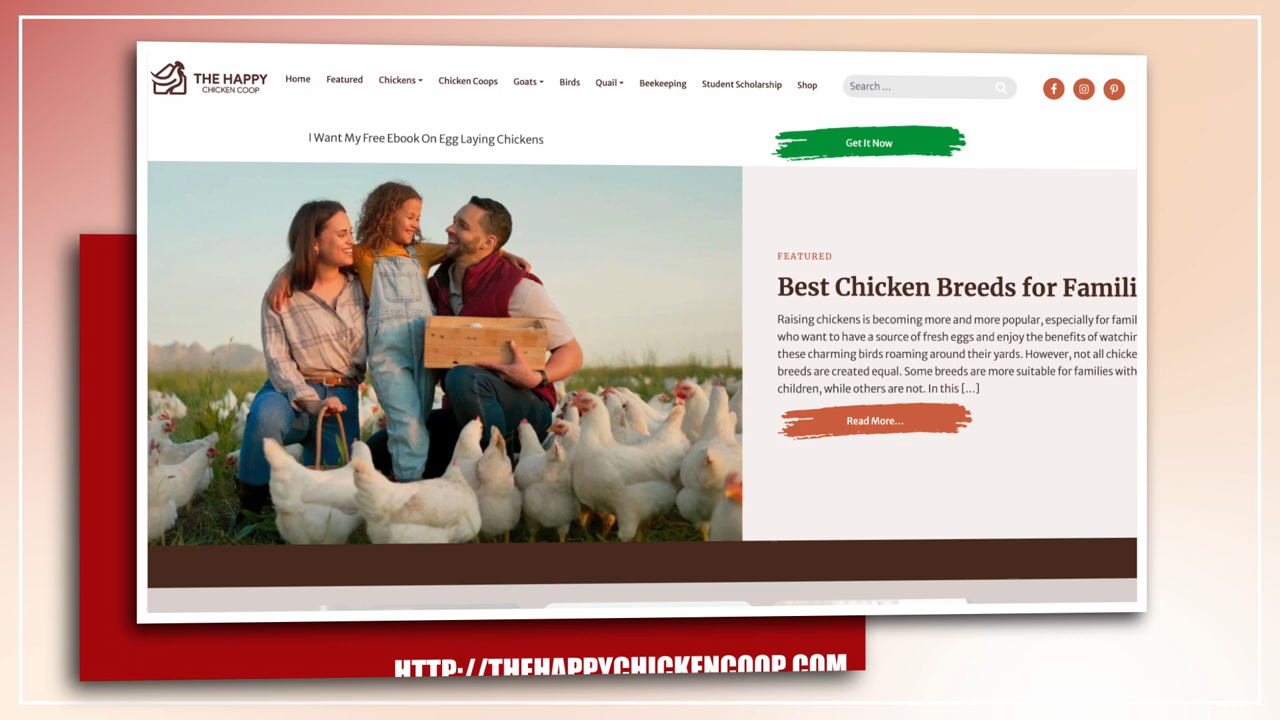 THE HAPPY
CHICKEN COOP
Home Featured Chickens Chicken Coops Goats Birds Quail Beekeeping Student Scholarship Shop
Search ...
I Want My Free Ebook On Egg Laying Chickens
Get It Now
FEATURED
Best Chicken Breeds for Famili
Raising chickens is becoming more and more popular, especially for famil
who want to have a source of fresh eggs and enjoy the benefits of watchin
these charming birds roaming around their yards. However, not all chicke
breeds are created equal. Some breeds are more suitable for families with
children, while others are not. In this [...]
Read More...
HTTP://THEHAPPYCHICKENCOOP.COM